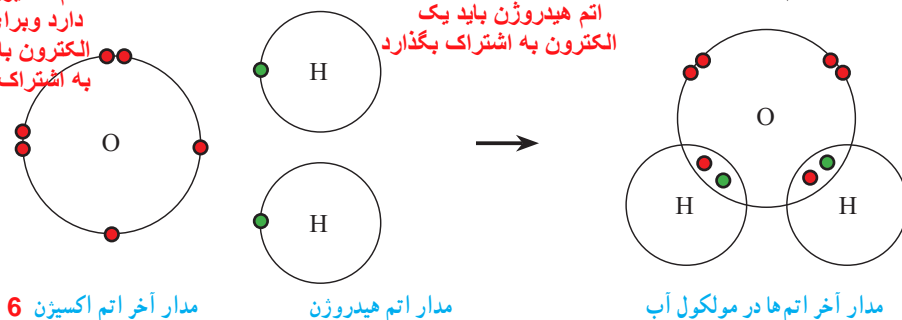 دارد وبرای
الکترون با
به اشتراک
اتم هیدروژن باید یک
الکترون به اشتراک بگذارد
O
H
H
O
H
H
مدار آخر اتم اکسیژن 6
مدار اتم هیدروژن
مدار آخر اتم‌ها در مولکول آب